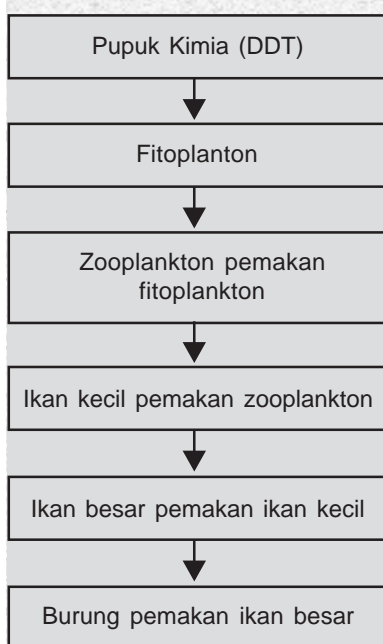 Pupuk Kimia (DDT)
Fitoplanton
Zooplankton pemakan
fitoplankton
Ikan kecil pemakan zooplankton
Ikan besar pemakan ikan kecil
Burung pemakan ikan besar